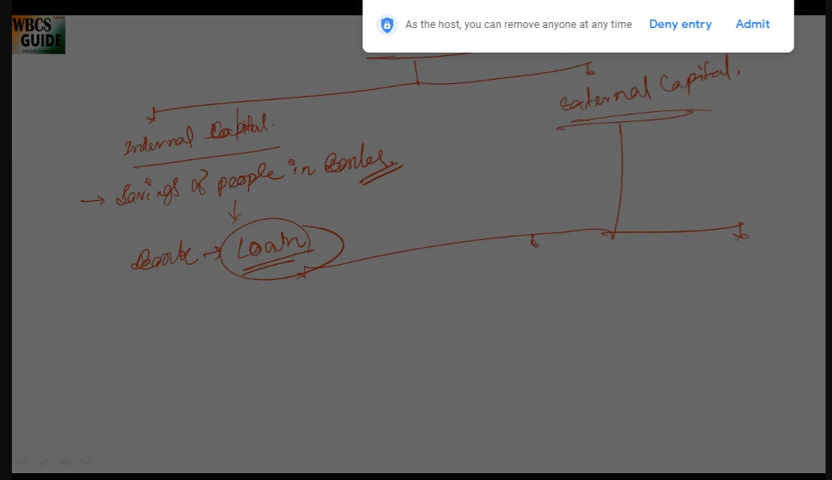 WBCS
GUIDE
As the host, you can remove anyone at any time Deny entry Admit
External Capital.
Internal Capital.
→ Savings of people in Banks
Bank → Loan